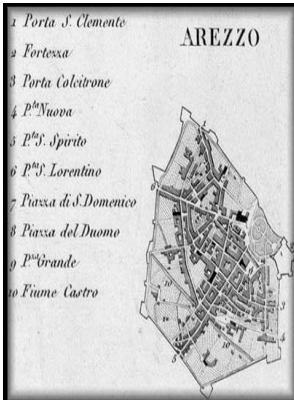 AREZZO
1 Porta S. Clemente
2 Fortezza
3 Porta Colcitrone
4 P.ta Nuova
5 P.ta S. Spirito
6 P.ta S. Lorentino
7 Piazza di S. Domenico
8 Piazza del Duomo
9 P.za Grande
10 Fiume Castro